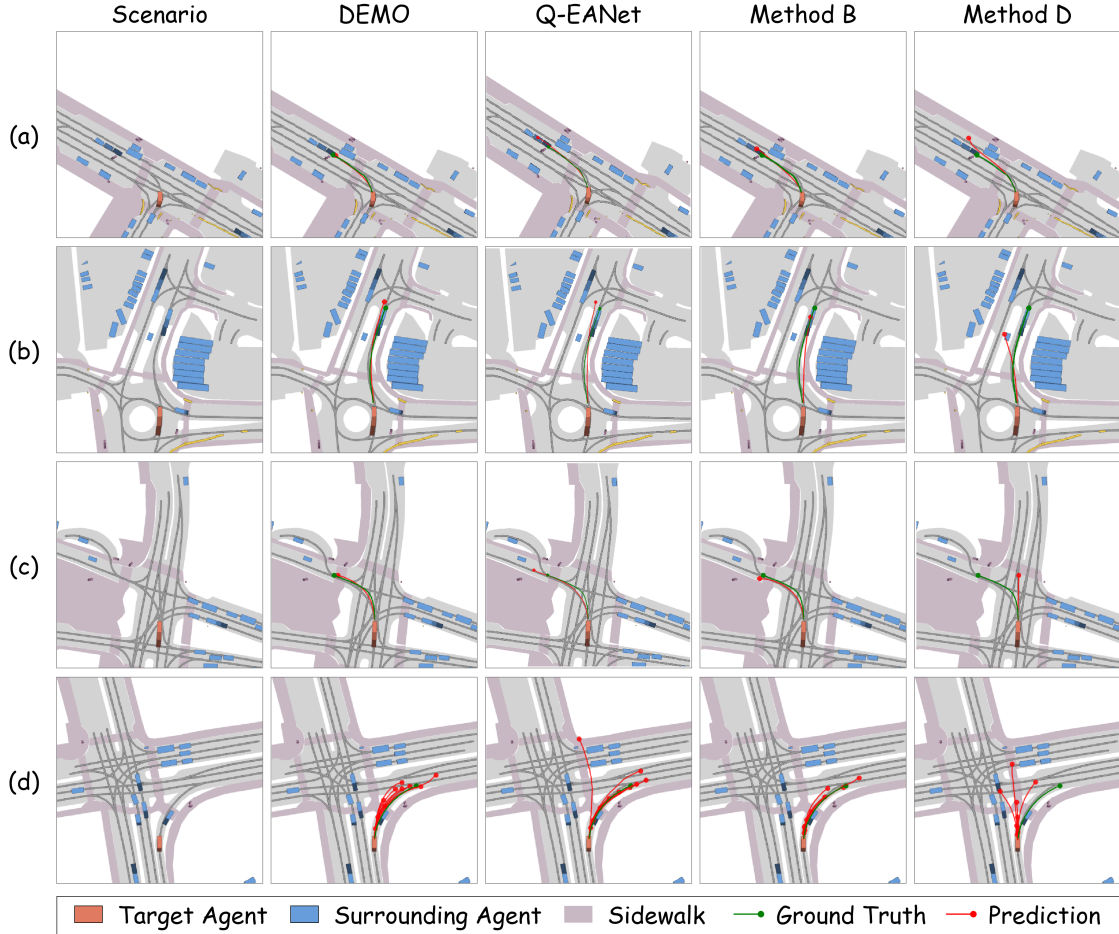 Scenario DEMO Q-EANet Method B Method D
(a)
(b)
(c)
(d)
Target Agent Surrounding Agent Sidewalk Ground Truth Prediction